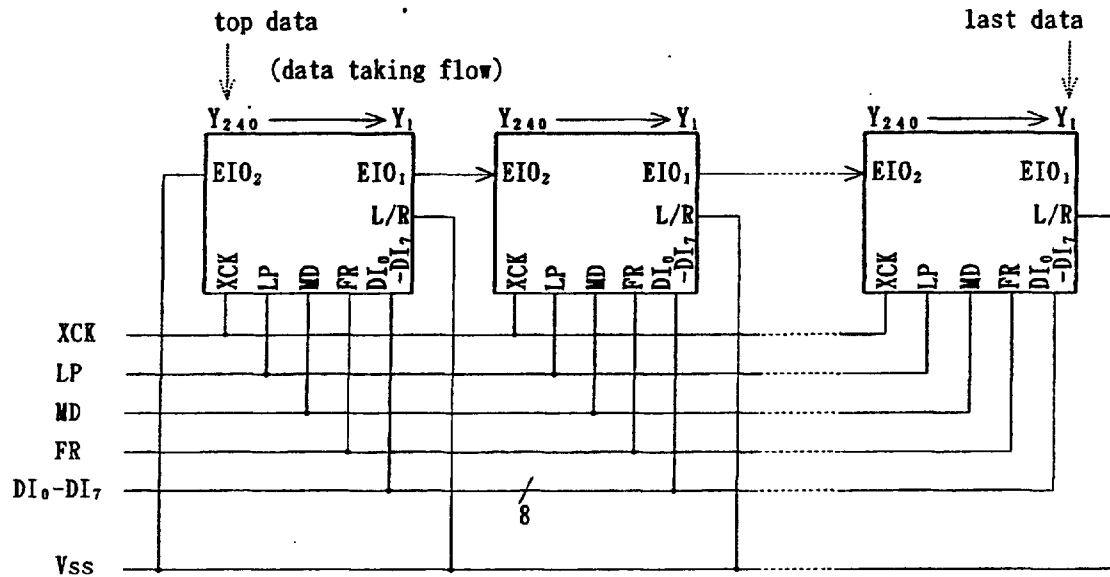 top data
last data
(data taking flow)
Y₂₄₀ Y₁ Y₂₄₀ Y₁ Y₂₄₀ Y₁
EIO₂ EIO₁ EIO₂ EIO₁ EIO₂ EIO₁
L/R L/R L/R
XCK LP MD FR DI₀-DI₇ XCK LP MD FR DI₀-DI₇ XCK LP MD FR DI₀-DI₇
XCK
LP
MD
FR
DI₀-DI₇
8
Vss